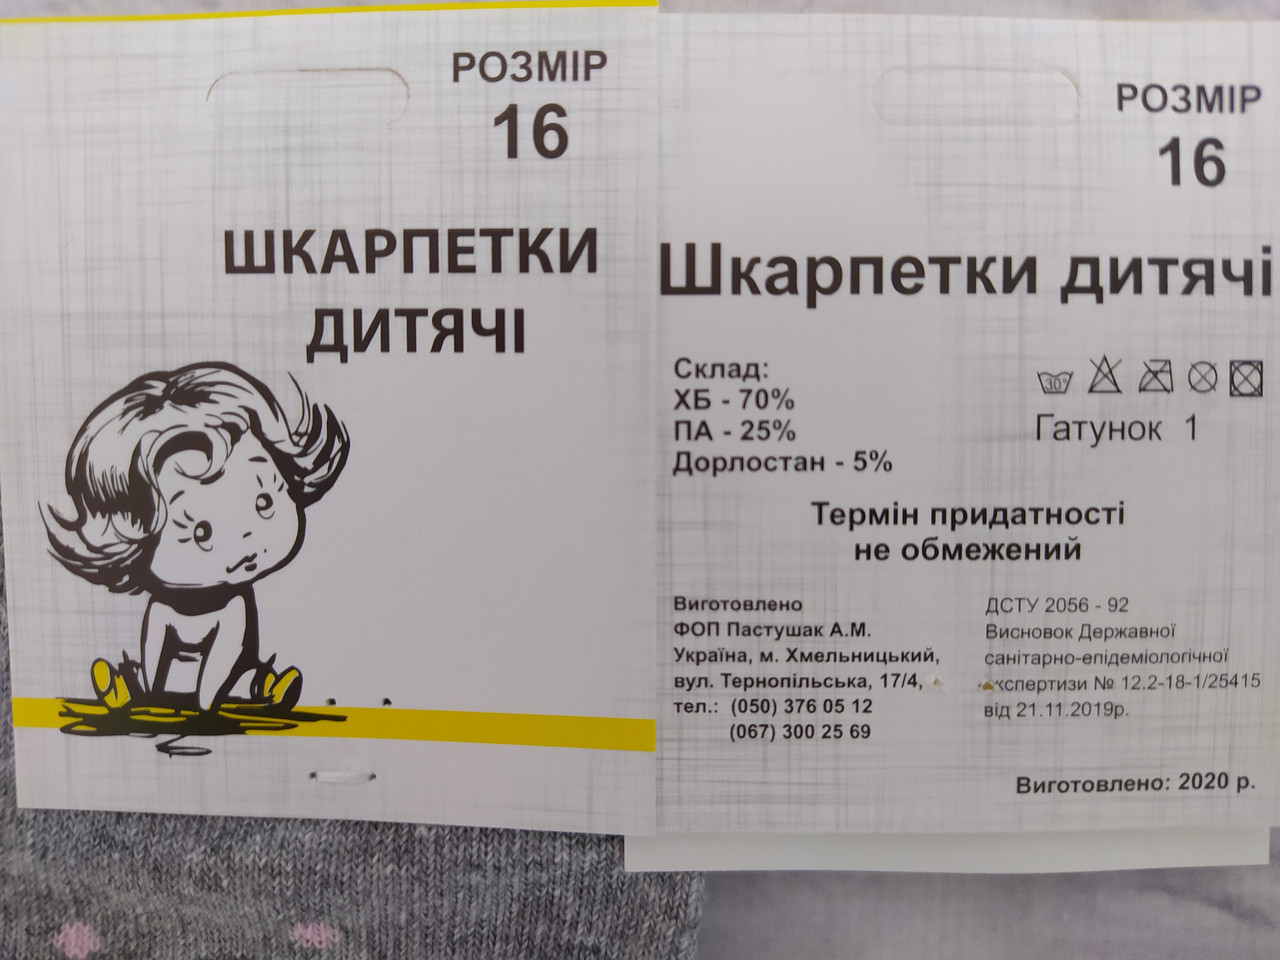 РОЗМІР
16
ШКАРПЕТКИ
ДИТЯЧІ
РОЗМІР
16
Шкарпетки дитячі
Склад:
ХБ - 70%
ПА - 25%
Дорлостан - 5%
30°
Гатунок 1
Термін придатності
не обмежений
Виготовлено
ФОП Пастушак А.М.
Україна, м. Хмельницький,
вул. Тернопільська, 17/4,
тел.: (050) 376 05 12
(067) 300 25 69
ДСТУ 2056 - 92
Висновок Державної
санітарно-епідеміологічної
експертизи № 12.2-18-1/25415
від 21.11.2019р.
Виготовлено: 2020 р.